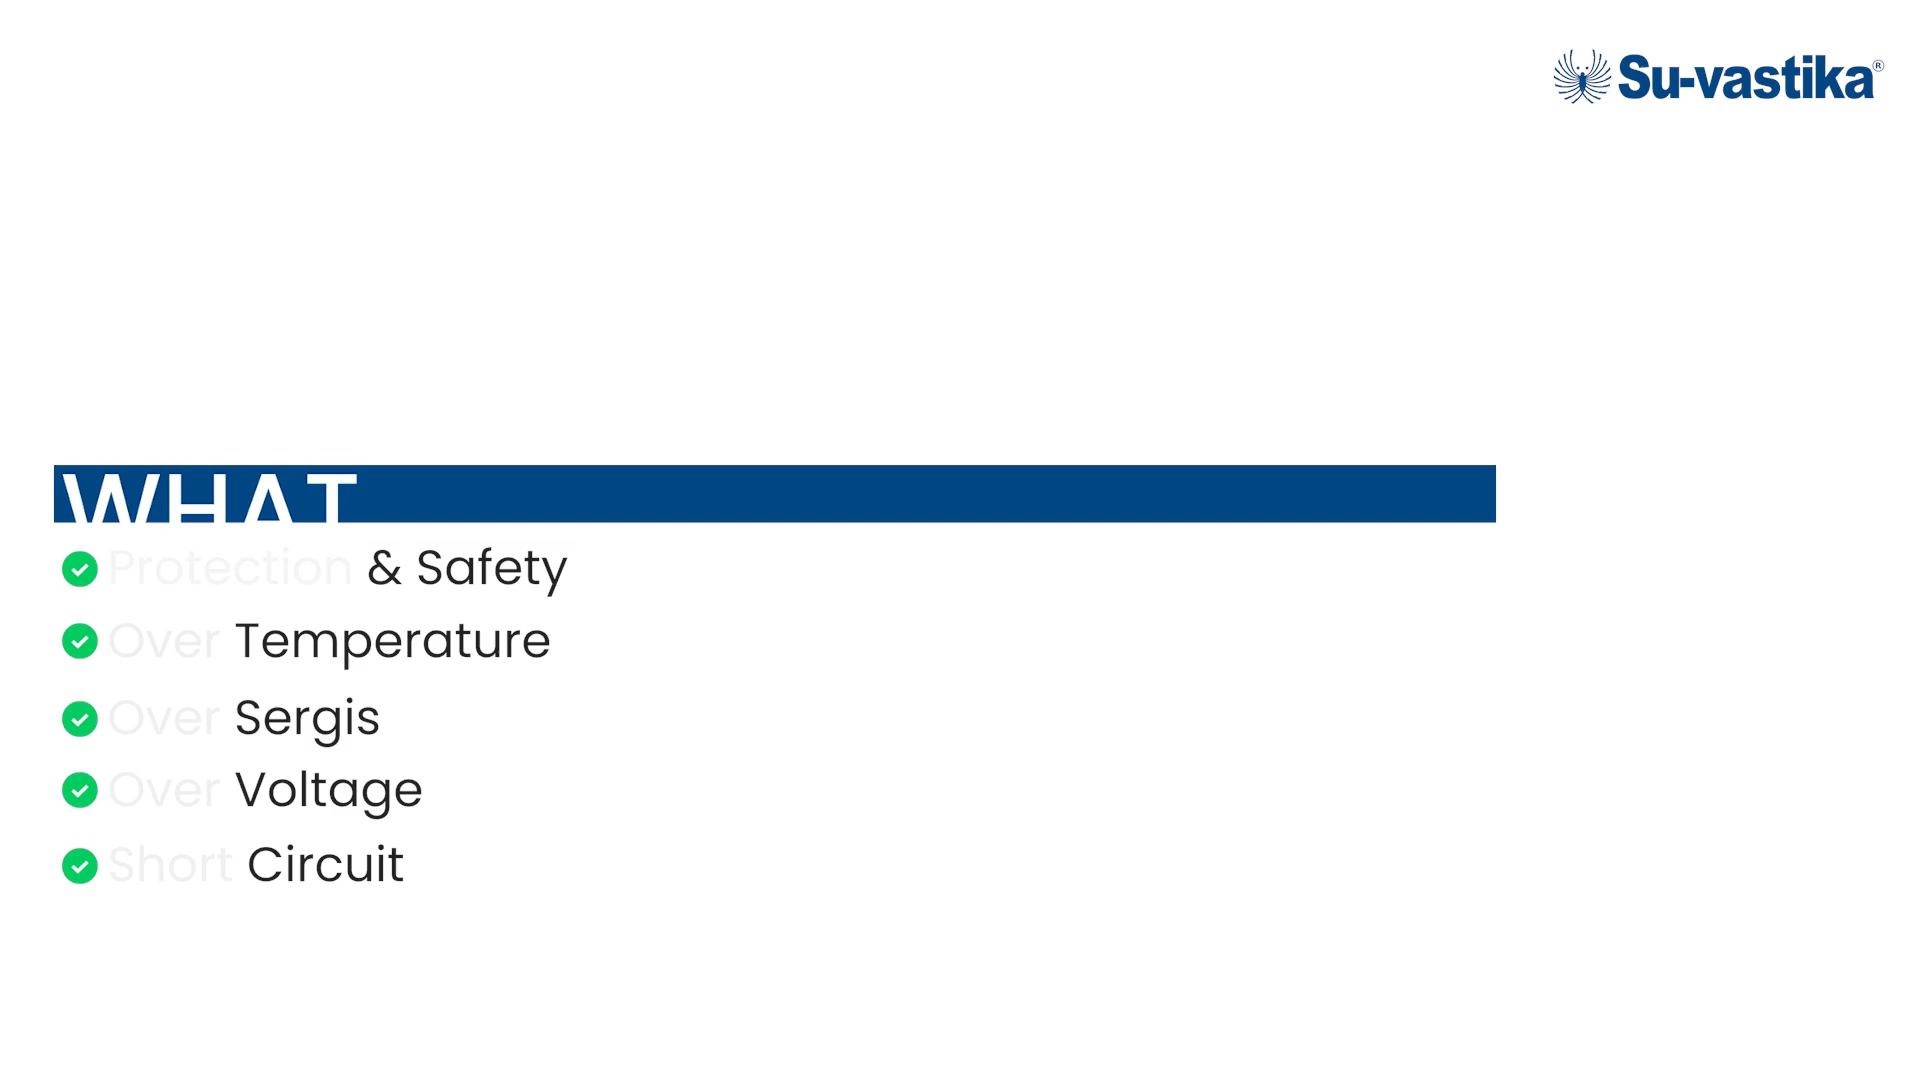 Su-vastika®
WHAT
Protection & Safety
Over Temperature
Over Sergis
Over Voltage
Short Circuit